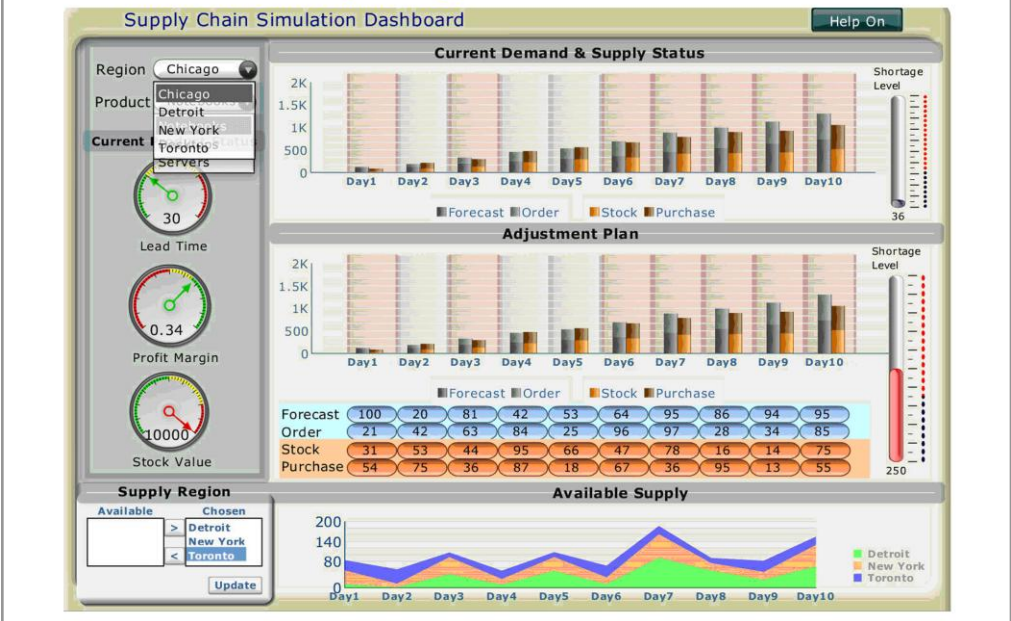 Supply Chain Simulation Dashboard
Help On
Region Chicago
Product Notebooks
Chicago
Detroit
Notebooks
New York
Toronto
Servers
Current
Status
30
Lead Time
0.34
Profit Margin
10000
Stock Value
Current Demand & Supply Status
2K
1.5K
1K
500
0
Day1 Day2 Day3 Day4 Day5 Day6 Day7 Day8 Day9 Day10
Forecast Order Stock Purchase
Shortage
Level
36
Adjustment Plan
2K
1.5K
1K
500
0
Day1 Day2 Day3 Day4 Day5 Day6 Day7 Day8 Day9 Day10
Forecast Order Stock Purchase
Forecast 100 20 81 42 53 64 95 86 94 95
Order 21 42 63 84 25 96 97 28 34 85
Stock 31 53 44 95 66 47 78 16 14 75
Purchase 54 75 36 87 18 67 36 95 13 55
Shortage
Level
250
Supply Region
Available Chosen
> Detroit
New York
< Toronto
Update
Available Supply
200
140
80
0
Day1 Day2 Day3 Day4 Day5 Day6 Day7 Day8 Day9 Day10
Detroit
New York
Toronto